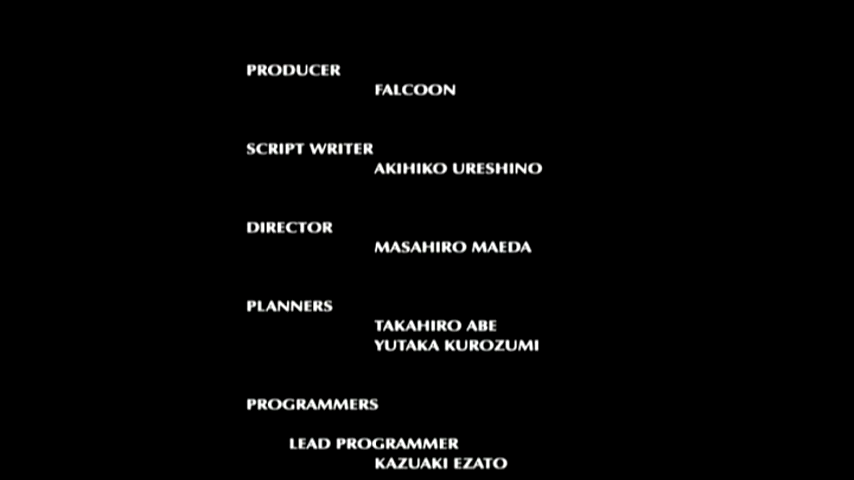 PRODUCER
FALCOON
SCRIPT WRITER
AKIHIKO URESHINO
DIRECTOR
MASAHIRO MAEDA
PLANNERS
TAKAHIRO ABE
YUTAKA KUROZUMI
PROGRAMMERS
LEAD PROGRAMMER
KAZUAKI EZATO